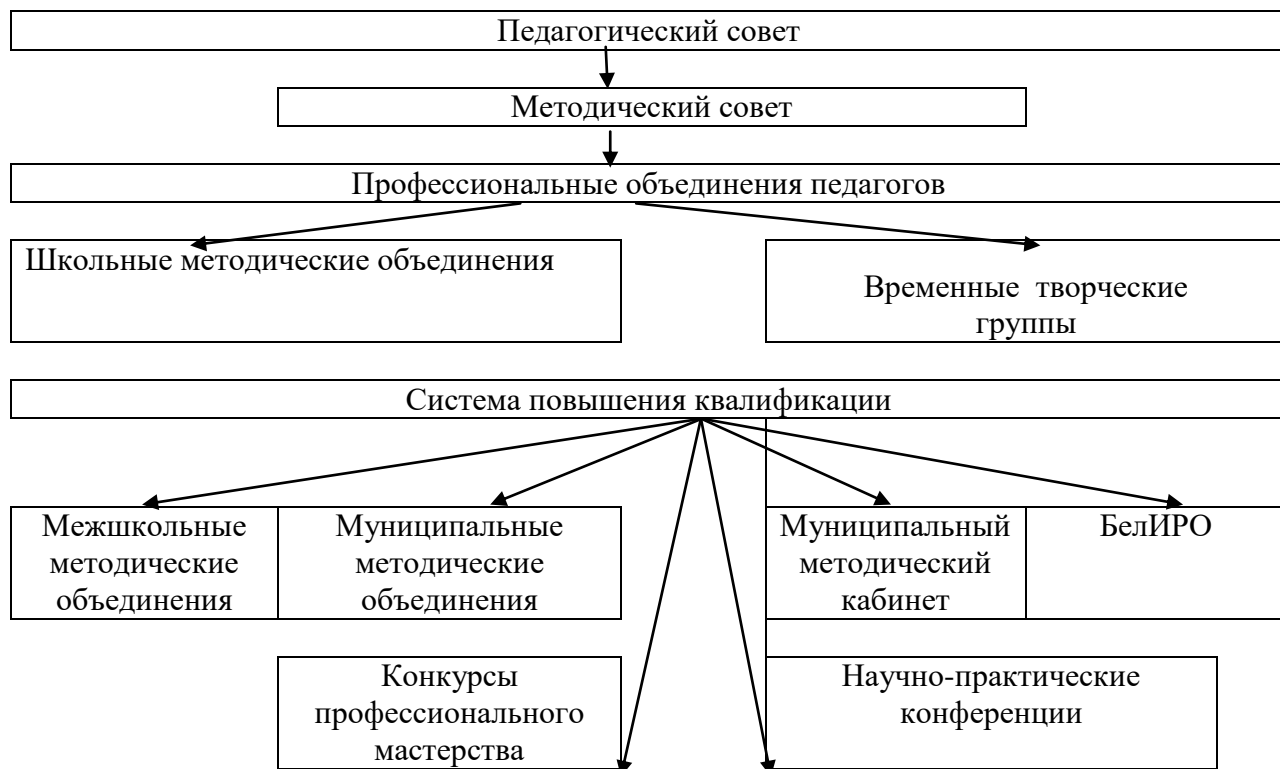 Педагогический совет
Методический совет
Профессиональные объединения педагогов
Школьные методические объединения
Временные творческие
группы
Система повышения квалификации
Межшкольные
методические
объединения
Муниципальные
методические
объединения
Муниципальный
методический
кабинет
БелИРО
Конкурсы
профессионального
мастерства
Научно-практические
конференции